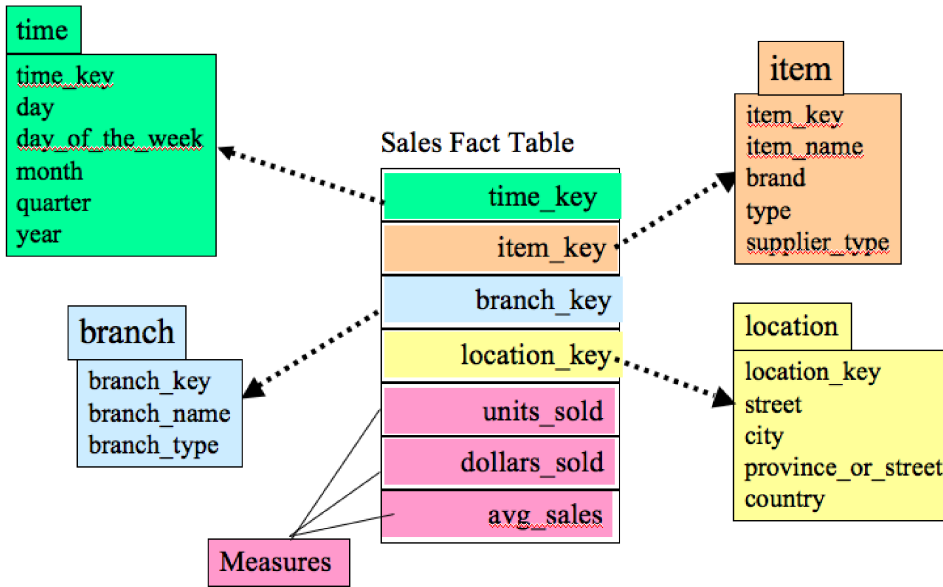 time
time_key
day
day_of_the_week
month
quarter
year
item
item_key
item_name
brand
type
supplier_type
Sales Fact Table
time_key
item_key
branch_key
location_key
units_sold
dollars_sold
avg_sales
Measures
branch
branch_key
branch_name
branch_type
location
location_key
street
city
province_or_street
country